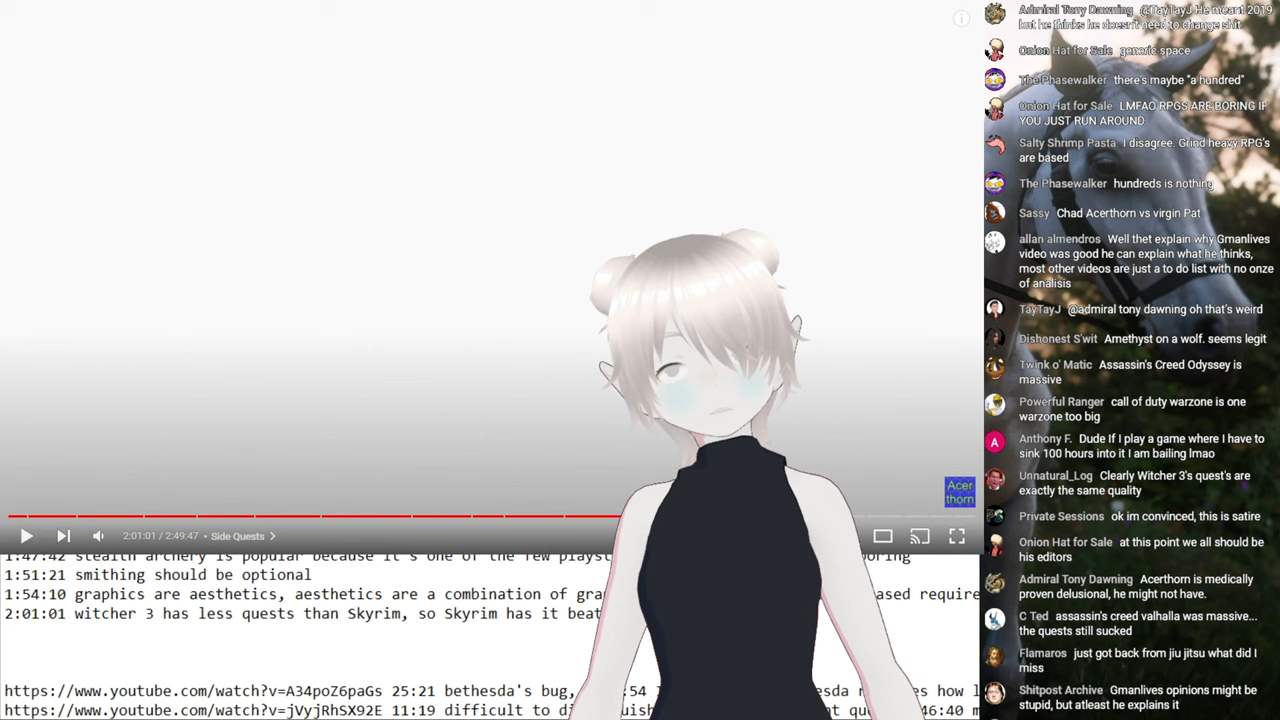 Acer
thorn
2:01:01 / 2:49:47 • Side Quests
1:47:42 stealth archery is popular because it's one of the few
1:51:21 smithing should be optional
1:54:10 graphics are aesthetics, aesthetics are a combination of
2:01:01 witcher 3 has less quests than Skyrim, so Skyrim has it beat
https://www.youtube.com/watch?v=A34poZ6paGs 25:21 bethesda's bug,
https://www.youtube.com/watch?v=jVyjRhSX92E 11:19 difficult to
Admiral Tony Dawning @TayTayJ He meant 2019
but he thinks he doesn't need to change shit.
Onion Hat for Sale generic space
The Phasewalker there's maybe "a hundred"
Onion Hat for Sale LMFAO RPGS ARE BORING IF
YOU JUST RUN AROUND
Salty Shrimp Pasta I disagree. Grind heavy RPG's
are based
The Phasewalker hundreds is nothing
Sassy Chad Acerthorn vs virgin Pat
allan almendros Well thet explain why Gmanlives
video was good he can explain what he thinks,
most other videos are just a to do list with no onze
of análisis
TayTayJ @admiral tony dawning oh that's weird
Dishonest S'wit Amethyst on a wolf. seems legit
Twink o' Matic Assassin's Creed Odyssey is
massive
Powerful Ranger call of duty warzone is one
warzone too big
A
Anthony F. Dude If I play a game where I have to
sink 100 hours into it I am bailing lmao
Unnatural_Log Clearly Witcher 3's quest's are
exactly the same quality
Private Sessions ok im convinced, this is satire
Onion Hat for Sale at this point we all should be
his editors
Admiral Tony Dawning Acerthorn is medically
proven delusional, he might not have.
C Ted assassin's creed valhalla was massive...
the quests still sucked
Flamaros just got back from jiu jitsu what did I
miss
Shitpost Archive Gmanlives opinions might be
stupid, but atleast he explains it